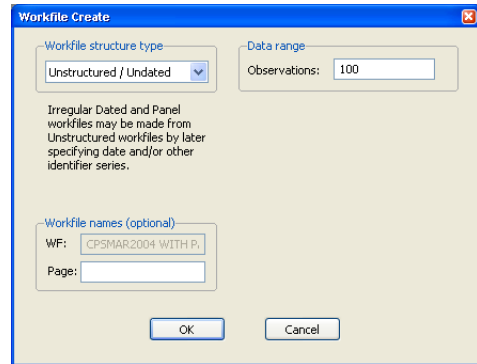 Workfile Create
Workfile structure type
Unstructured / Undated
Irregular Dated and Panel
workfiles may be made from
Unstructured workfiles by later
specifying date and/or other
identifier series.
Data range
Observations: 100
Workfile names (optional)
WF: CPSMAR2004 WITH P
Page:
OK Cancel